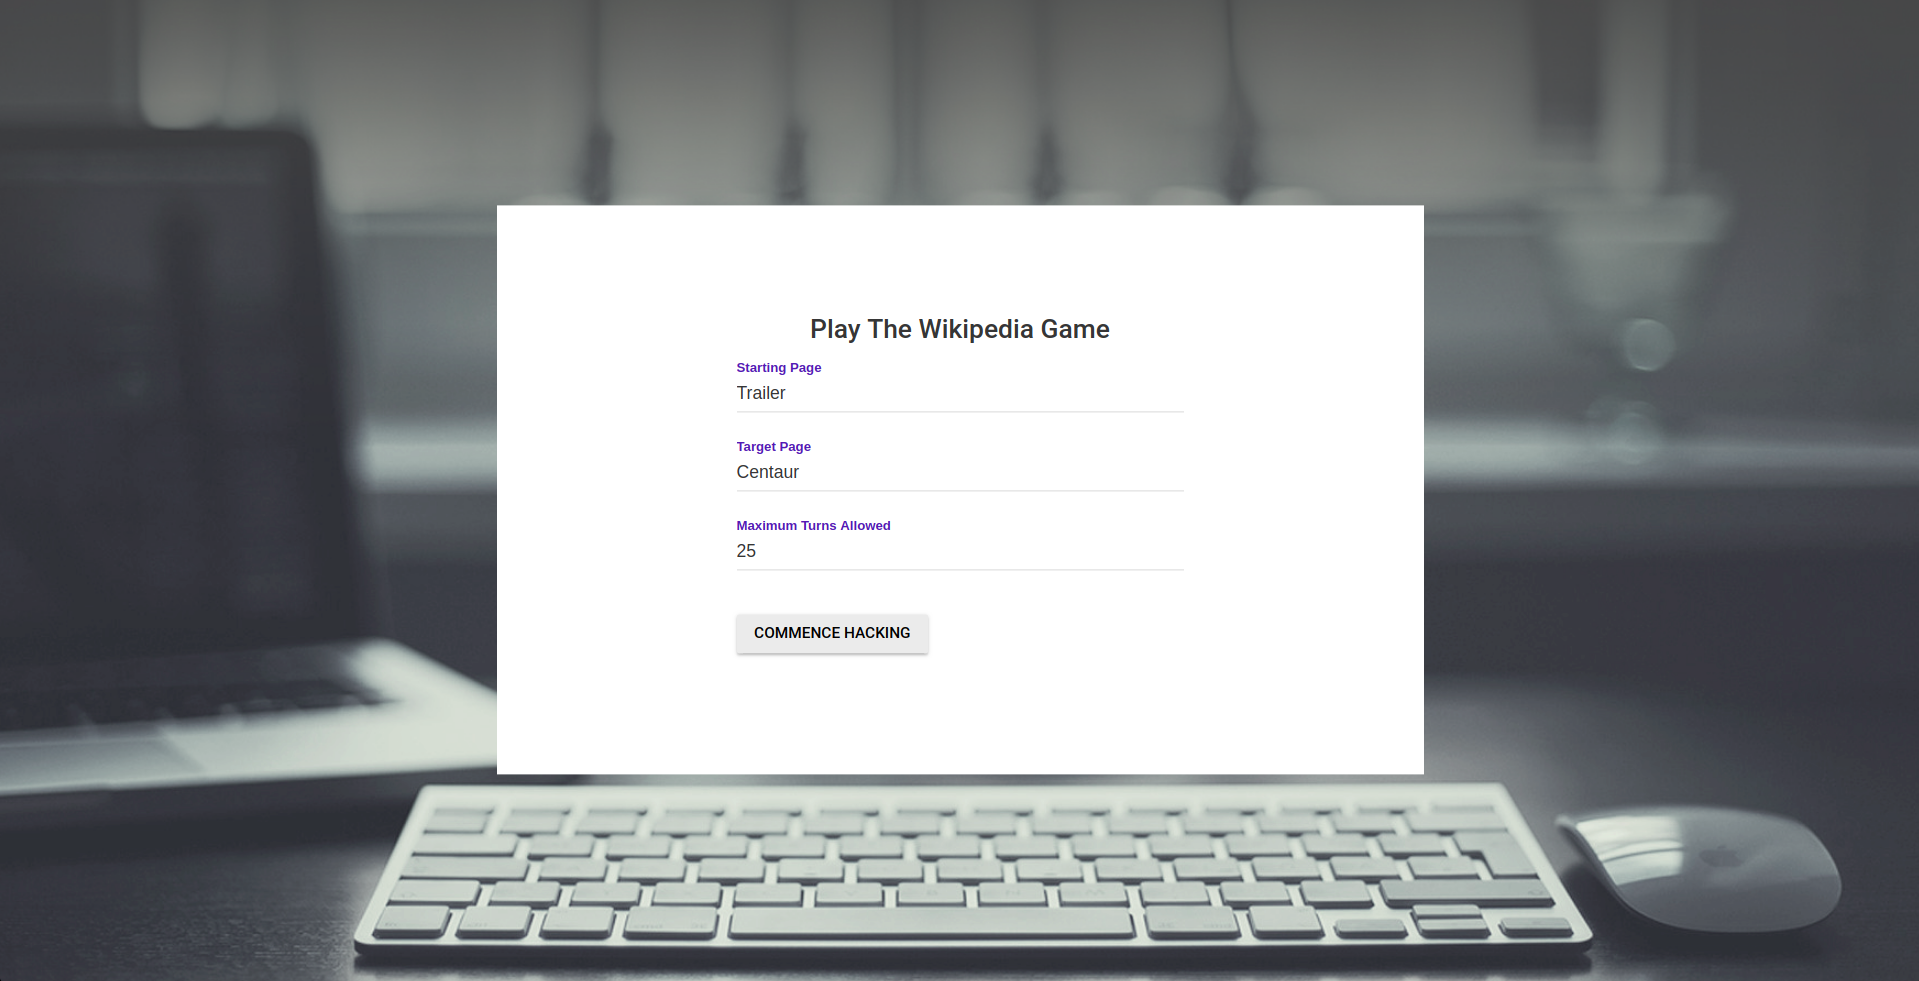 Play The Wikipedia Game
Starting Page
Trailer
Target Page
Centaur
Maximum Turns Allowed
25
COMMENCE HACKING